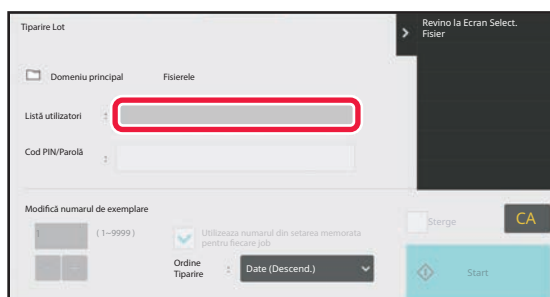 Tiparire Lot
Revino la Ecran Select.
Fisier
Domeniu principal
Fisierele
Listă utilizatori :
Cod PIN/Parolă :
Modifică numarul de exemplare
1
(1~9999)
Utilizeaza numarul din setarea memorata
pentru fiecare job
Ordine
Tiparire : Date (Descend.)
Sterge
CA
Start